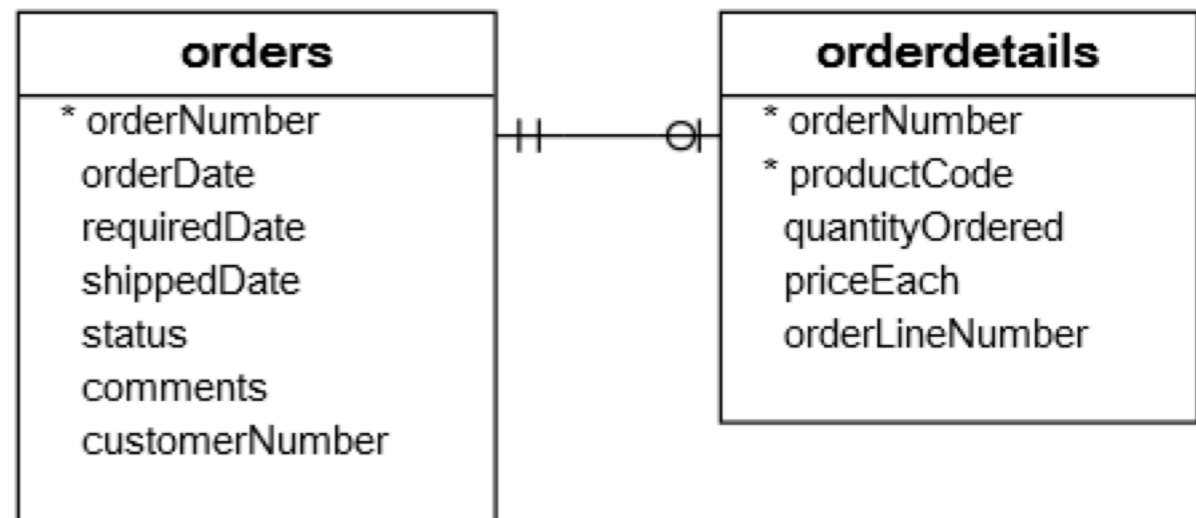 orders
* orderNumber
orderDate
requiredDate
shippedDate
status
comments
customerNumber
orderdetails
* orderNumber
* productCode
quantityOrdered
priceEach
orderLineNumber